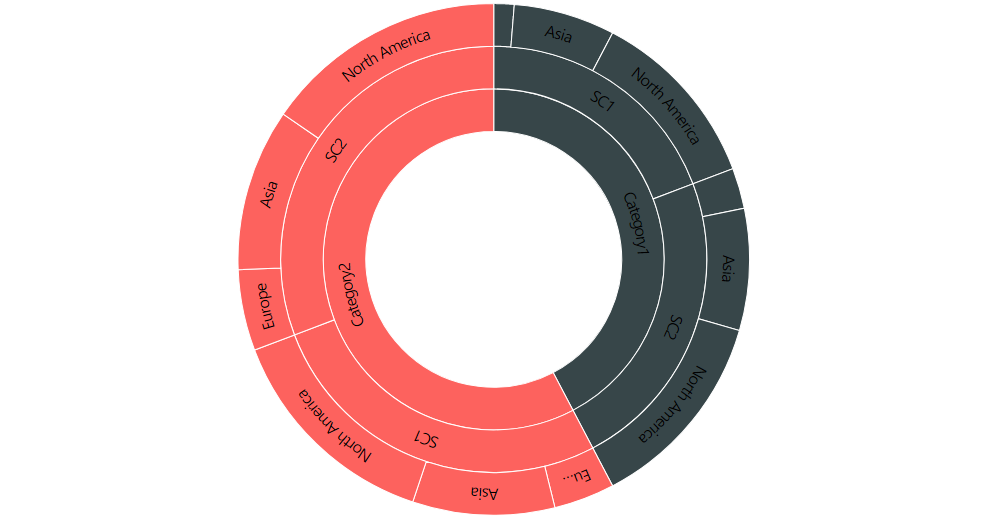 North America
Asia
North America
SC1
SC2
Asia
Category1
Asia
Category2
Europe
SC2
North America
North America
SC1
Eu...
Asia